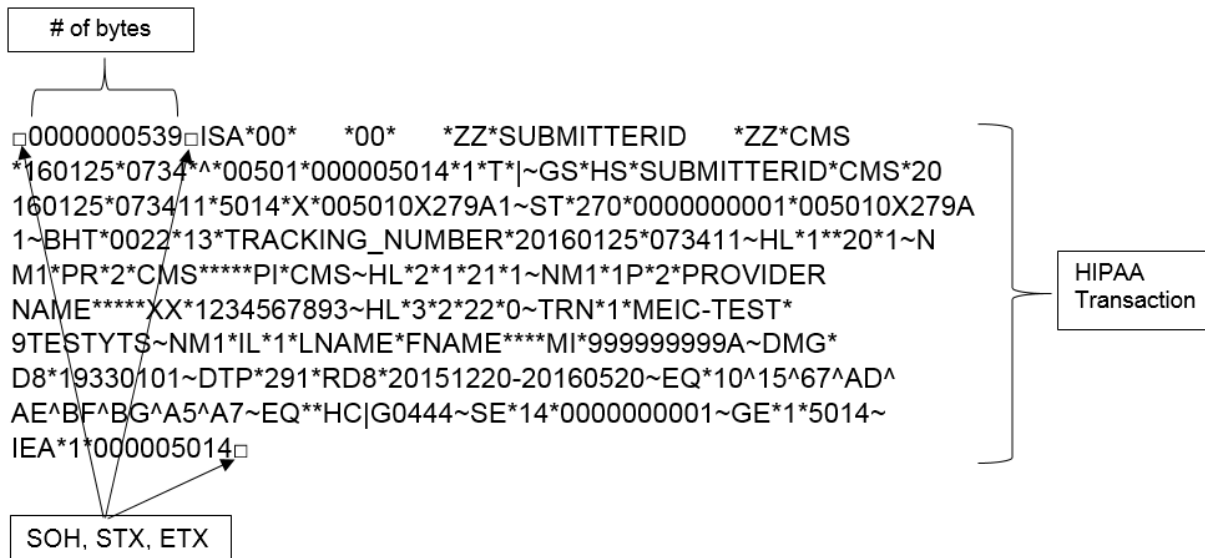 # of bytes
□0000000539□ISA*00*     *00*     *ZZ*SUBMITTERID     *ZZ*CMS
*160125*0734*^*00501*000005014*1*T*|~GS*HS*SUBMITTERID*CMS*20
160125*073411*5014*X*005010X279A1~ST*270*0000000001*005010X279A
1~BHT*0022*13*TRACKING_NUMBER*20160125*073411~HL*1**20*1~N
M1*PR*2*CMS*****PI*CMS~HL*2*1*21*1~NM1*1P*2*PROVIDER
NAME*****XX*1234567893~HL*3*2*22*0~TRN*1*MEIC-TEST*
9TESTYTS~NM1*IL*1*LNAME*FNAME****MI*999999999A~DMG*
D8*19330101~DTP*291*RD8*20151220-20160520~EQ*10^15^67^AD^
AE^BF^BG^A5^A7~EQ**HC|G0444~SE*14*0000000001~GE*1*5014~
IEA*1*000005014□
HIPAA
Transaction
SOH, STX, ETX